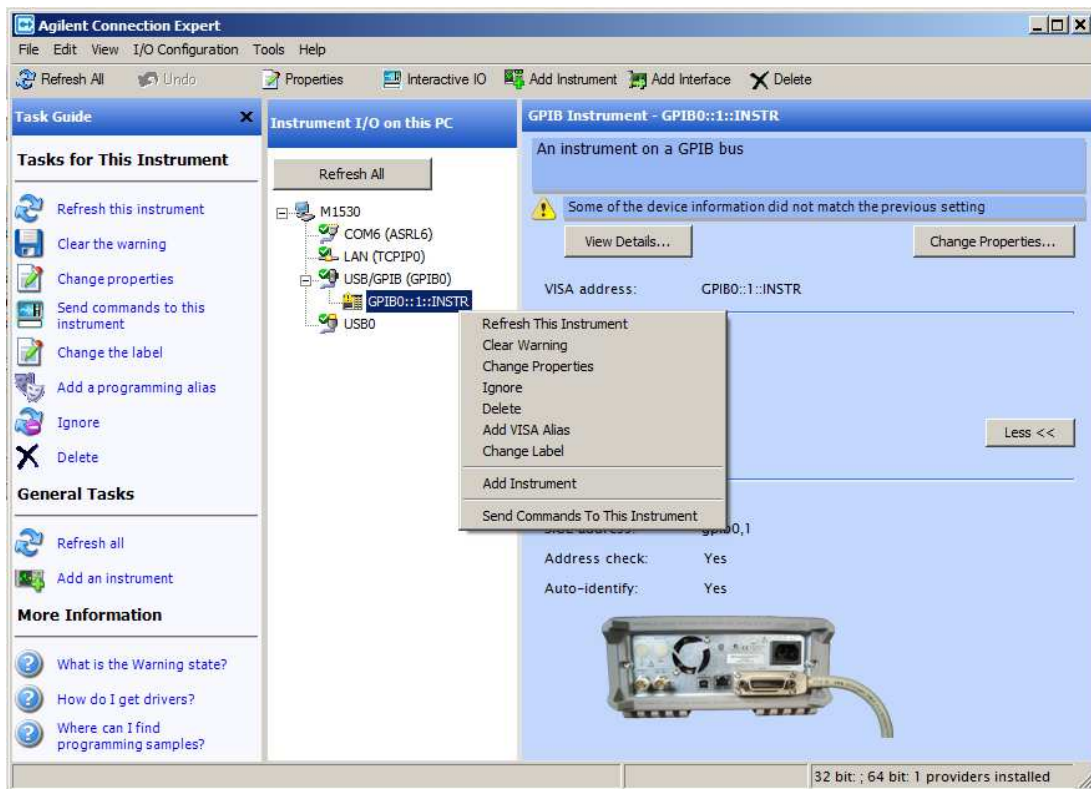 Agilent Connection Expert
File Edit View I/O Configuration Tools Help
Refresh All Undo Properties Interactive IO Add Instrument Add Interface Delete
Task Guide
Tasks for This Instrument
Refresh this instrument
Clear the warning
Change properties
Send commands to this
instrument
Change the label
Add a programming alias
Ignore
Delete
General Tasks
Refresh all
Add an instrument
More Information
What is the Warning state?
How do I get drivers?
Where can I find
programming samples?
Instrument I/O on this PC
Refresh All
M1530
COM6 (ASRL6)
LAN (TCPIP0)
USB/GPIB (GPIB0)
GPIB0::1::INSTR
USB0
Refresh This Instrument
Clear Warning
Change Properties
Ignore
Delete
Add VISA Alias
Change Label
Add Instrument
Send Commands To This Instrument
GPIB Instrument - GPIB0::1::INSTR
An instrument on a GPIB bus
Some of the device information did not match the previous setting
View Details... Change Properties...
VISA address: GPIB0::1::INSTR
Less <<
gpib0,1
Address check: Yes
Auto-identify: Yes
32 bit: ; 64 bit: 1 providers installed